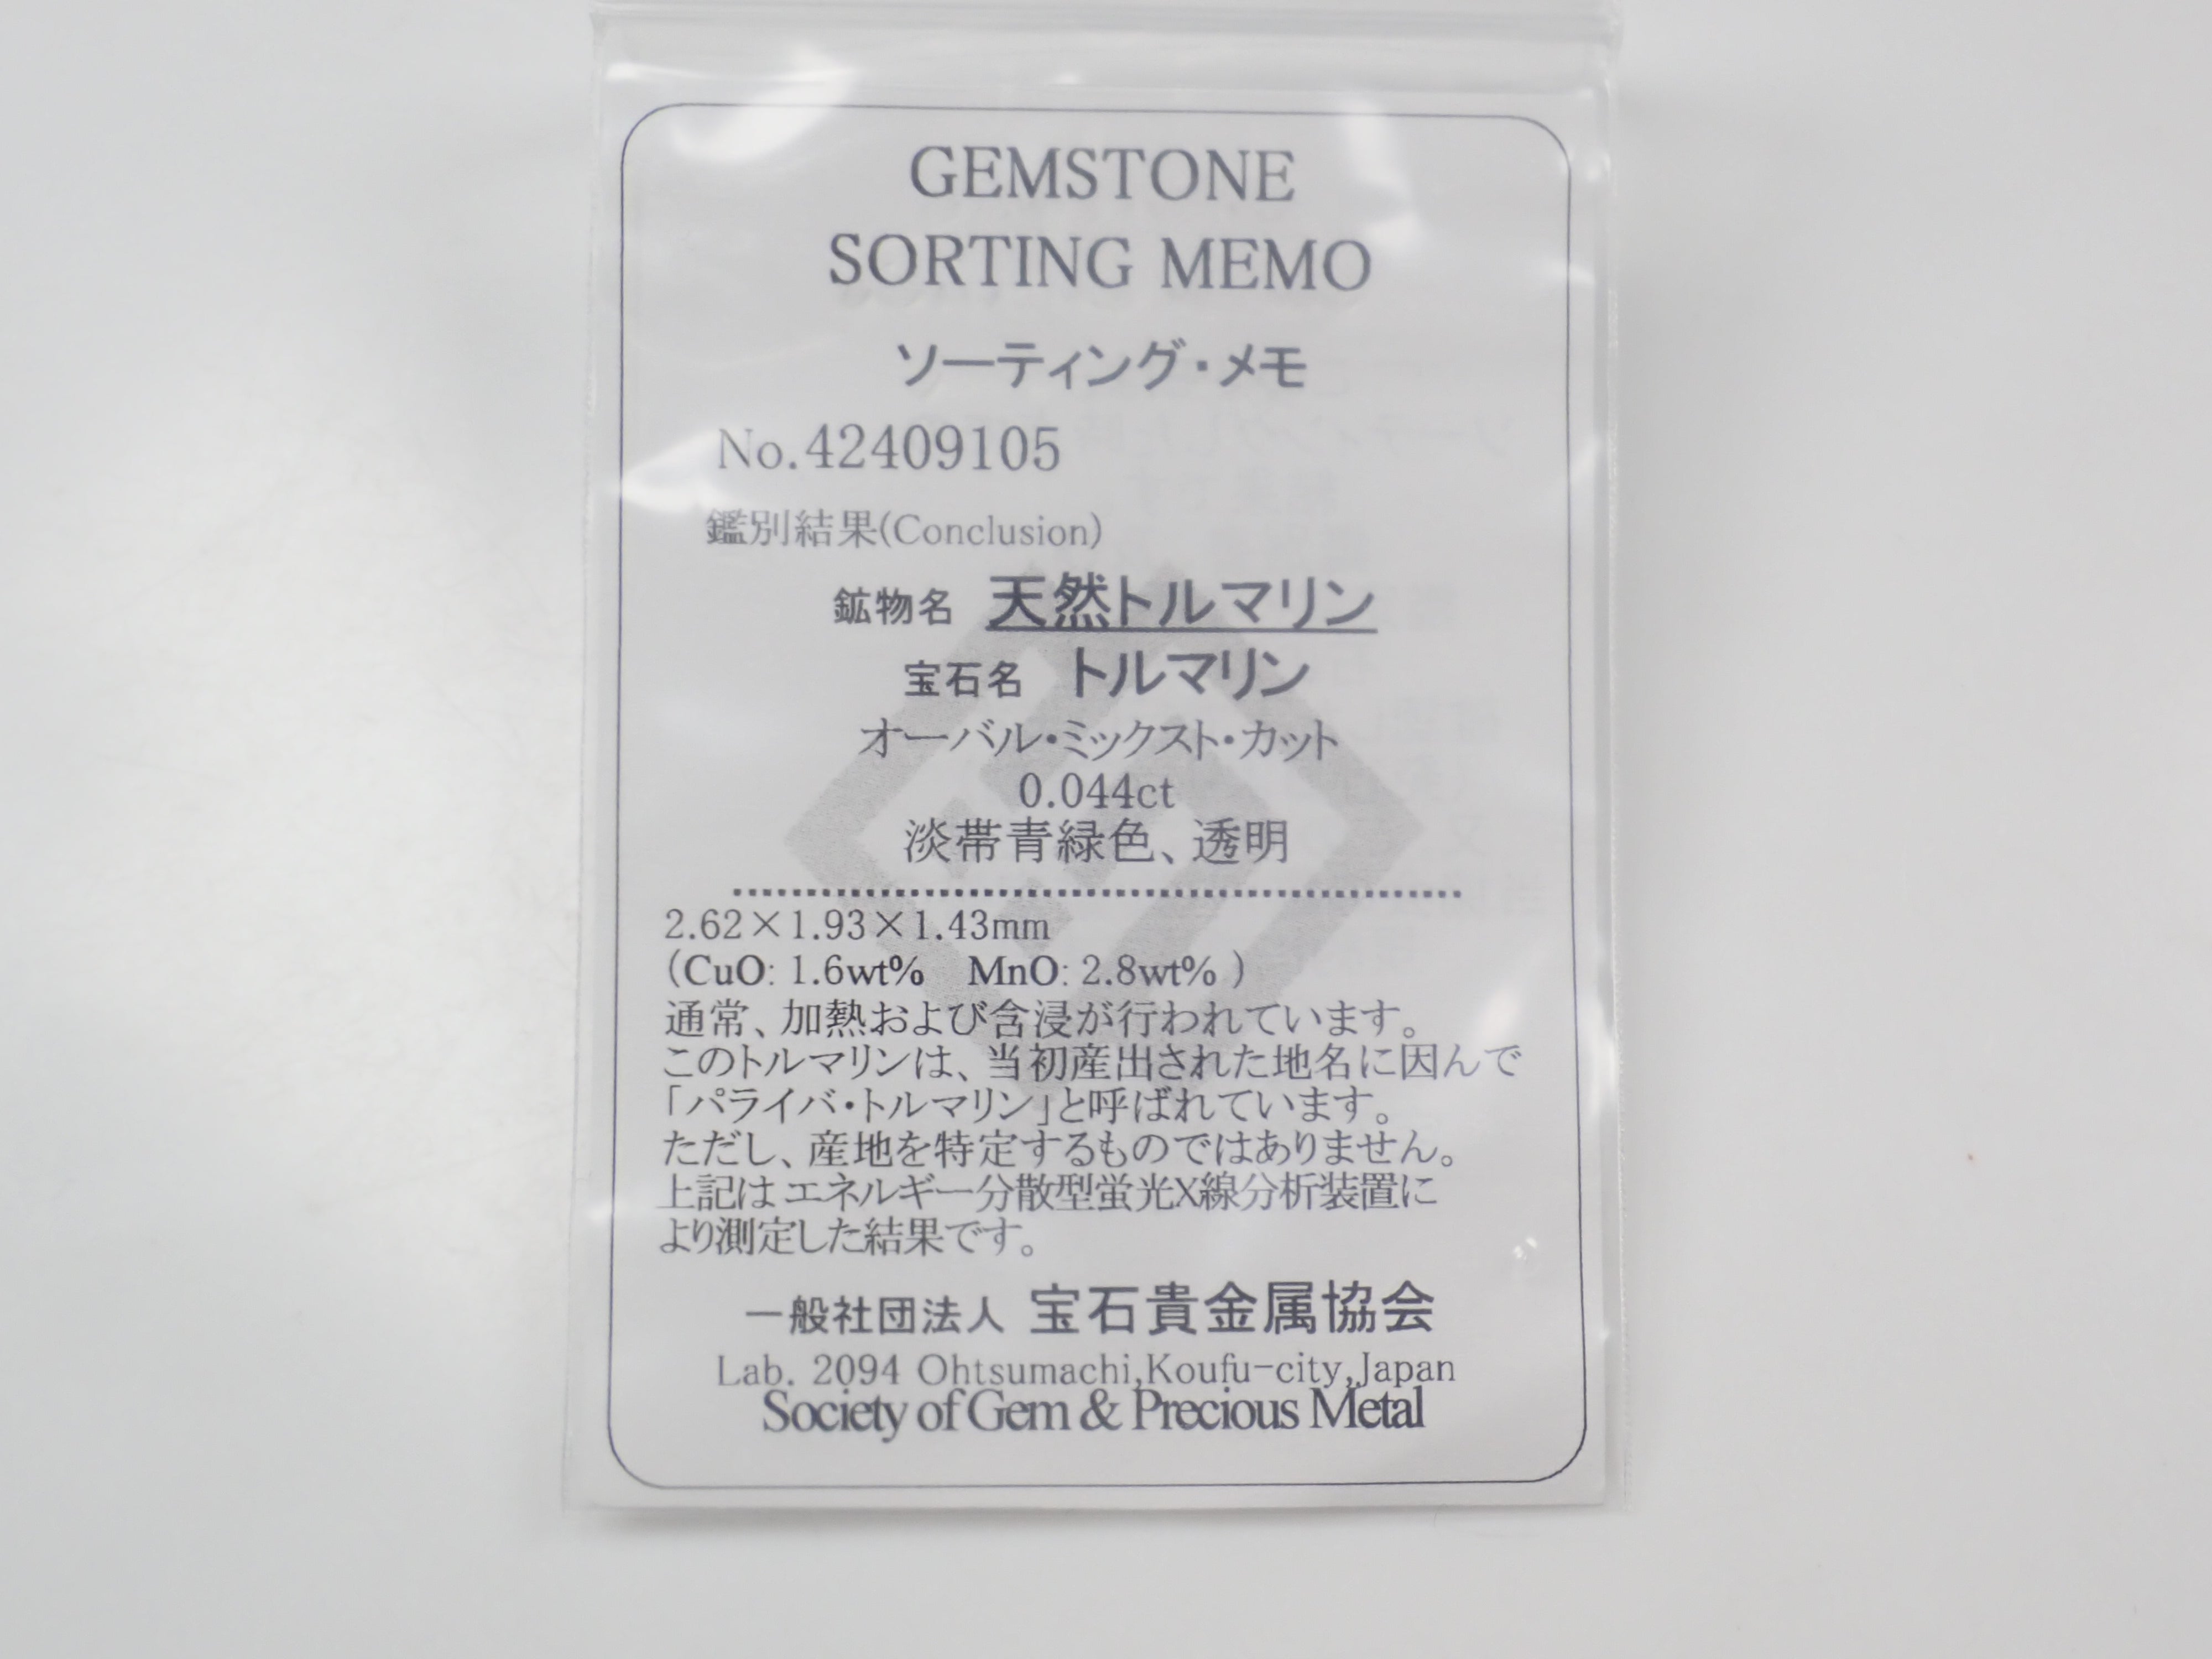 GEMSTONE
SORTING MEMO
ソーティング・メモ
No.42409105
鑑別結果(Conclusion)
鉱物名 天然トルマリン
宝石名 トルマリン
オーバル・ミックスト・カット
0.044ct
淡帯青緑色、透明
2.62×1.93×1.43mm
(CuO: 1.6wt% MnO: 2.8wt% )
通常、加熱および含浸が行われています。
このトルマリンは、当初産出された地名に因んで
「パライバ・トルマリン」と呼ばれています。
ただし、産地を特定するものではありません。
上記はエネルギー分散型蛍光X線分析装置に
より測定した結果です。
一般社団法人 宝石貴金属協会
Lab. 2094 Ohtsumachi,Koufu-city,Japan
Society of Gem & Precious Metal